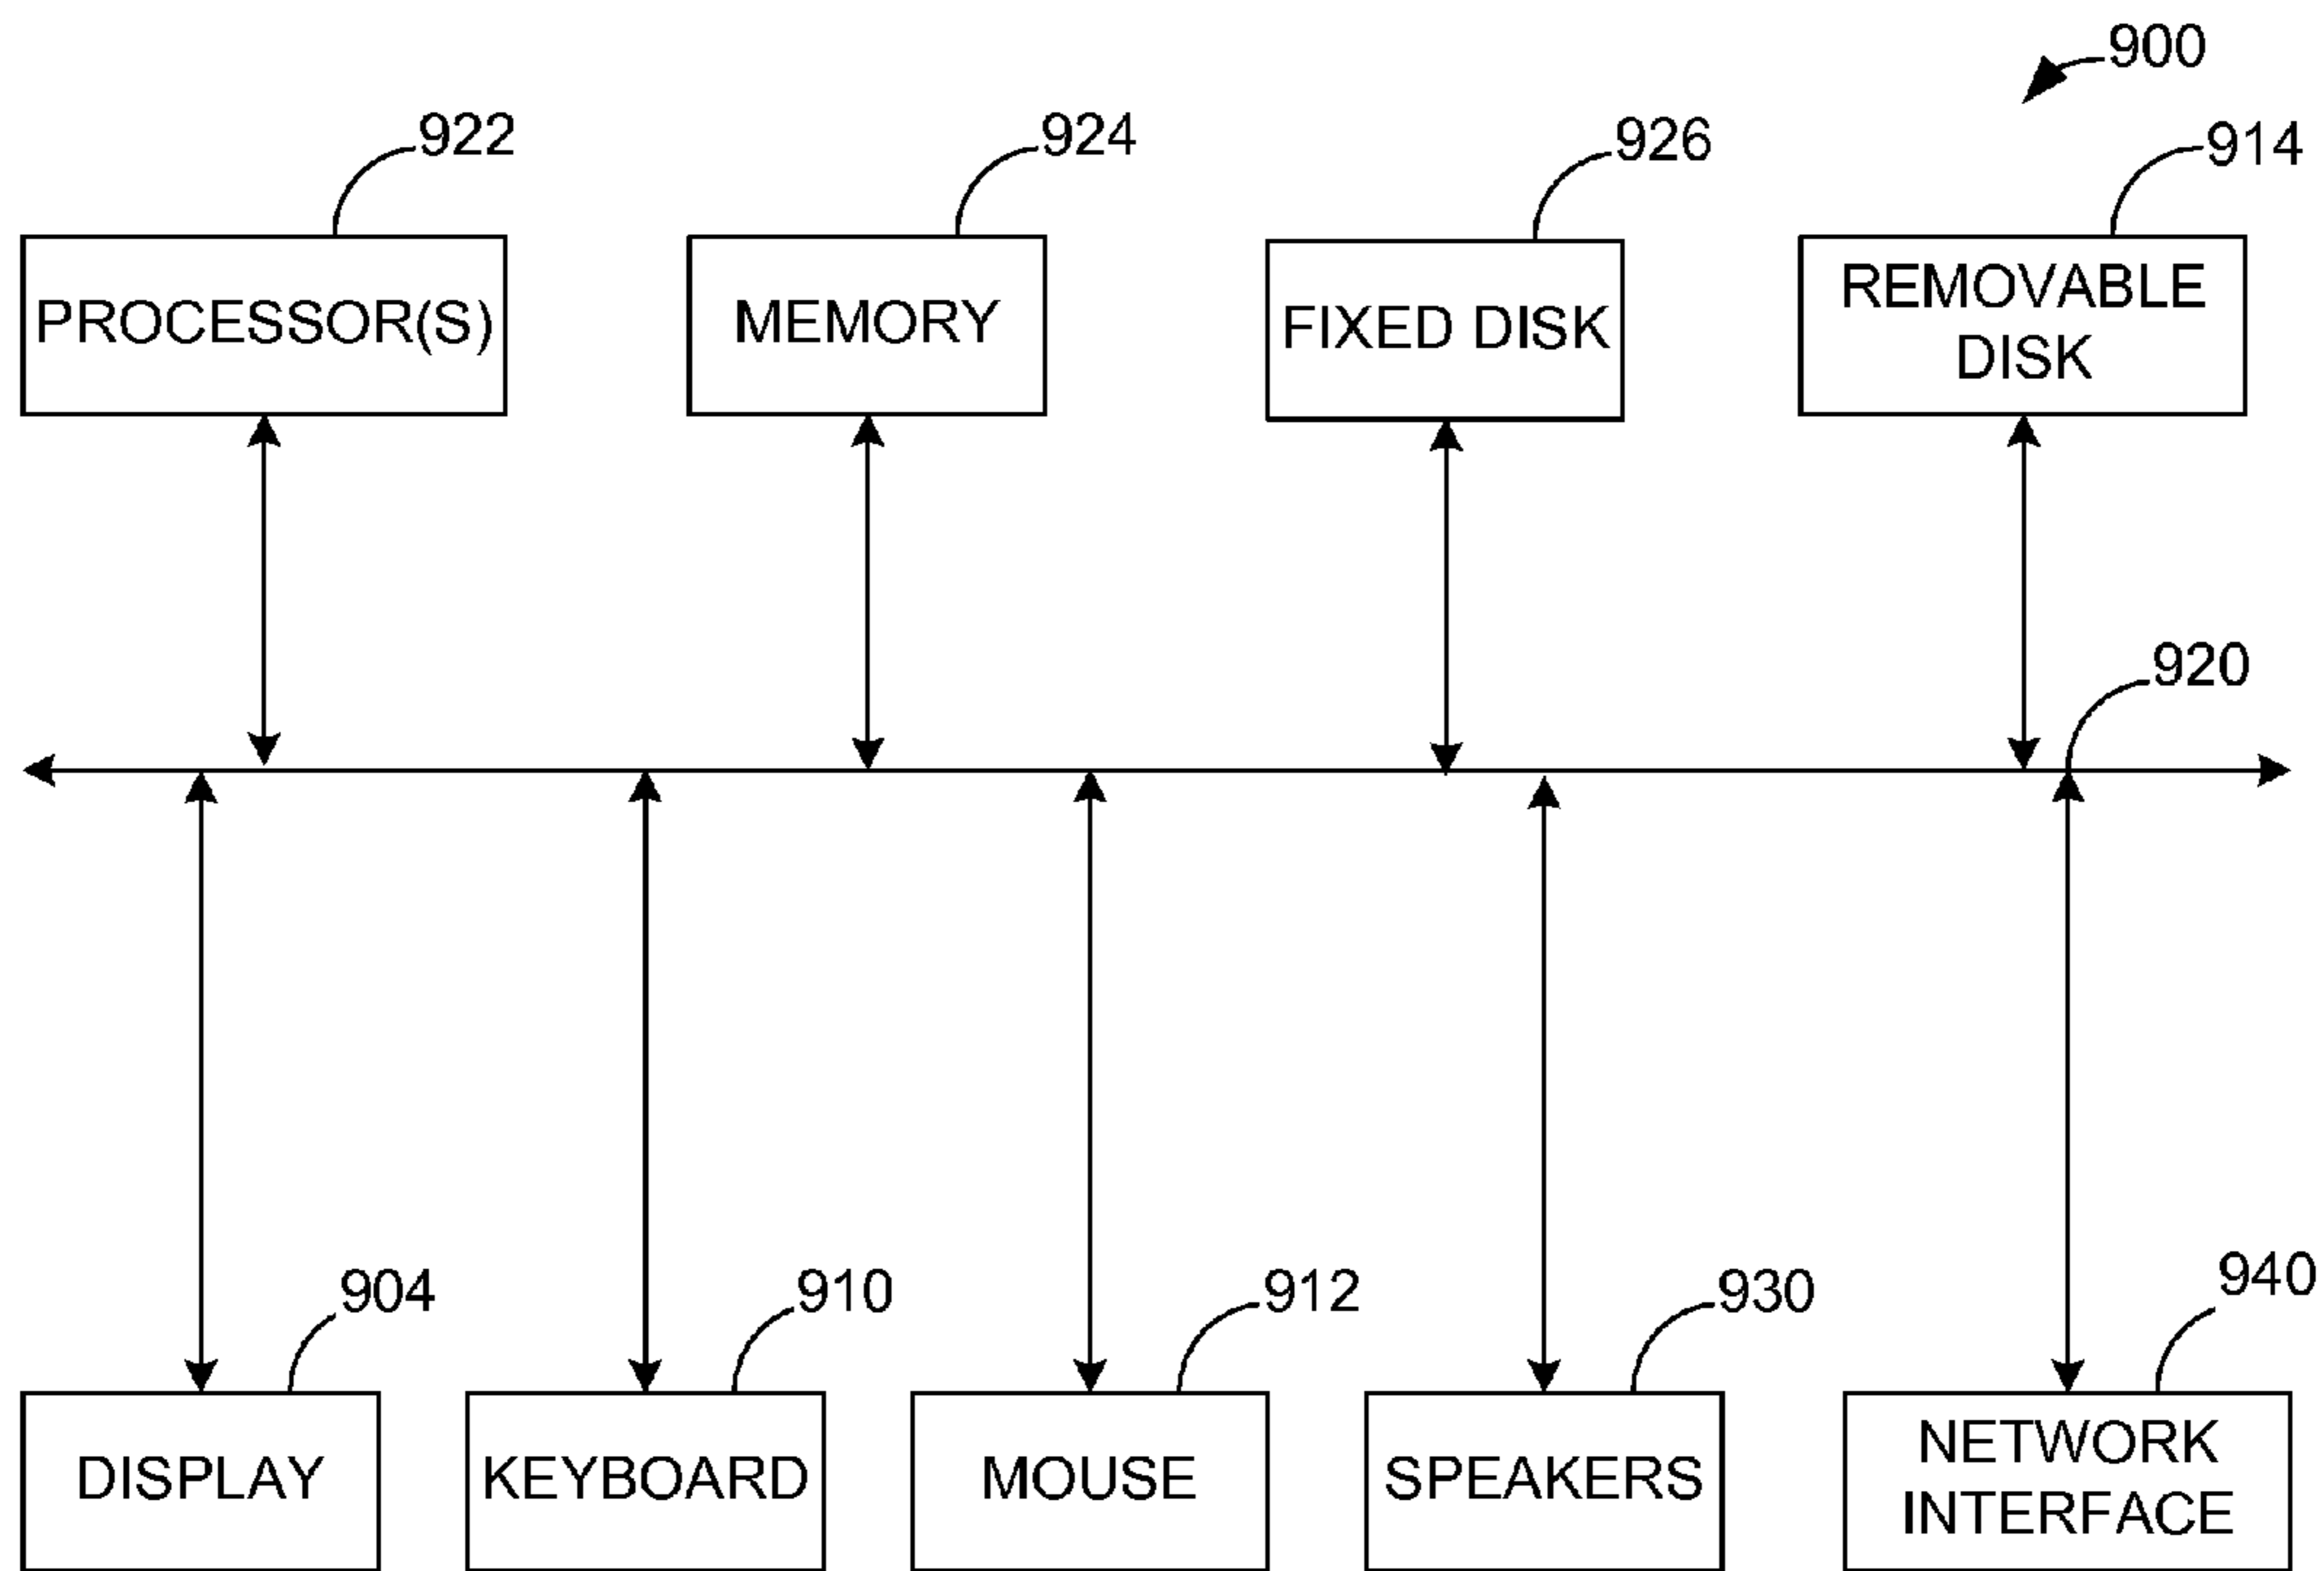 900
922
924
926
914
PROCESSOR(S)
MEMORY
FIXED DISK
REMOVABLE
DISK
920
904
910
912
930
940
DISPLAY
KEYBOARD
MOUSE
SPEAKERS
NETWORK
INTERFACE